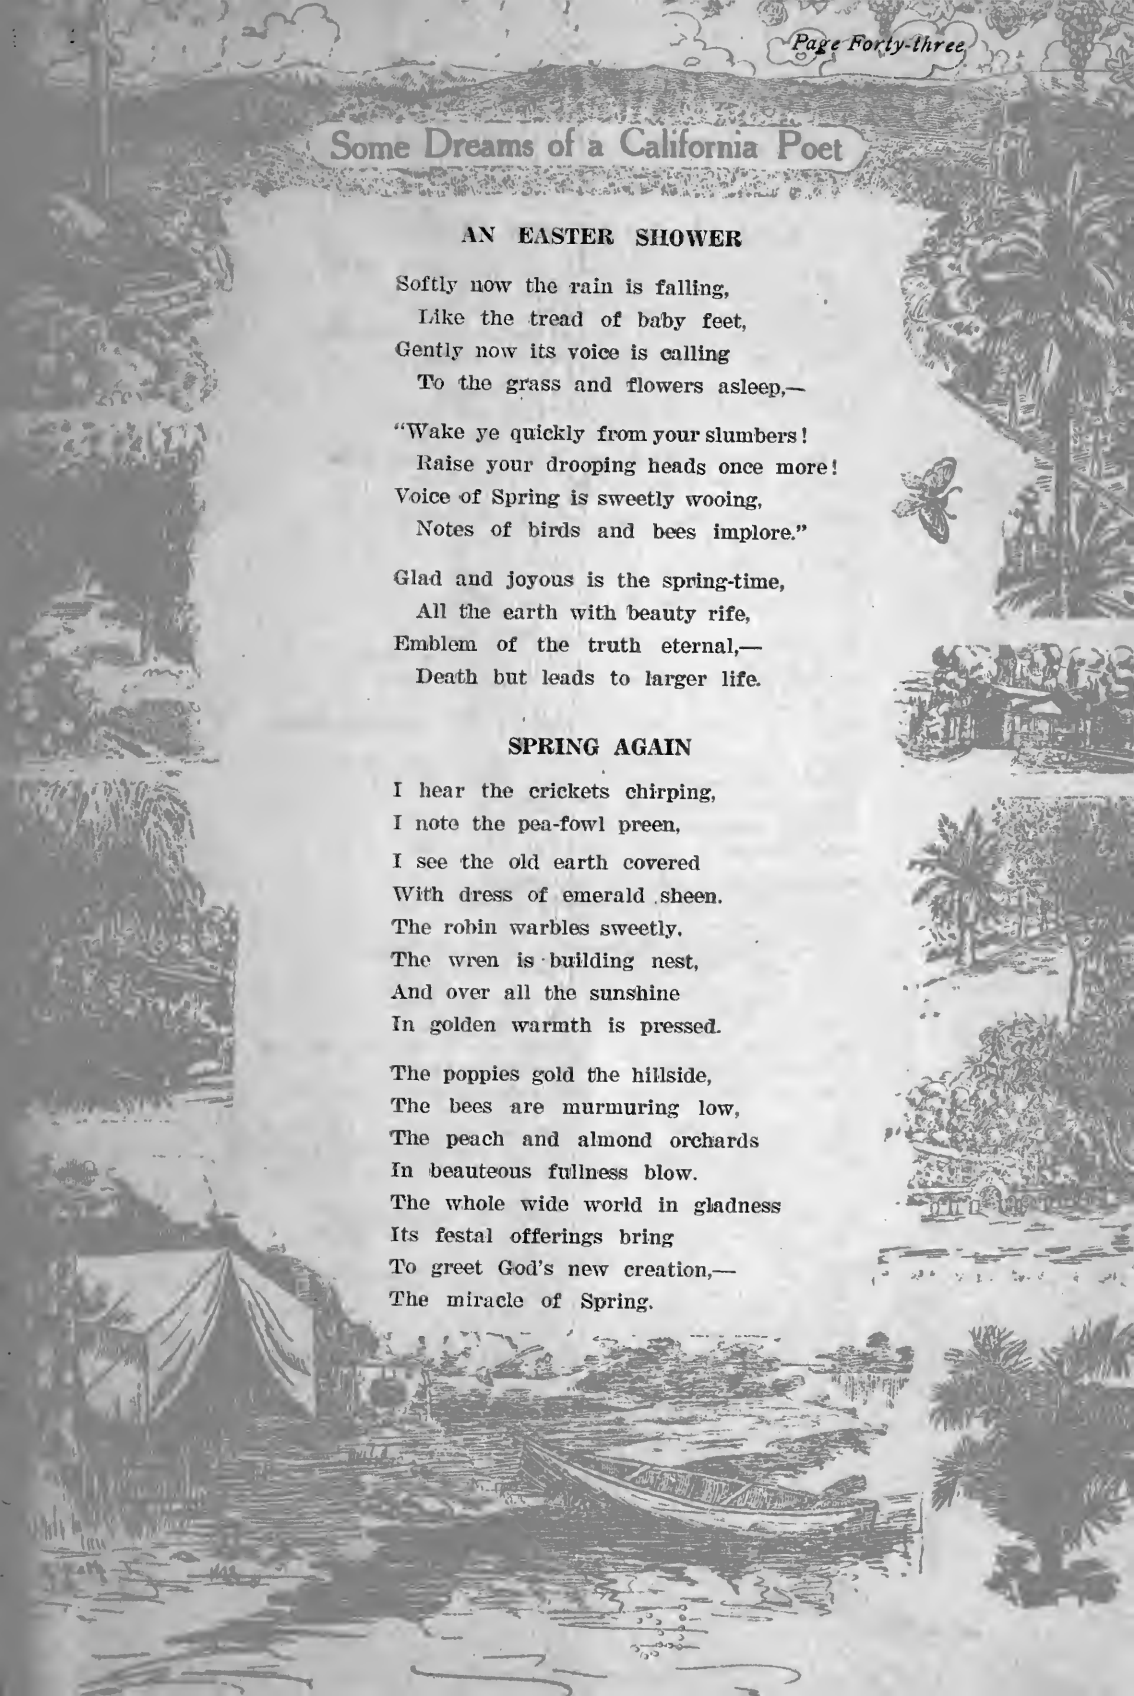 Page Forty-three
Some Dreams of a California Poet
AN EASTER SHOWER
Softly now the rain is falling,
Like the tread of baby feet,
Gently now its voice is calling
To the grass and flowers asleep,—
“Wake ye quickly from your slumbers!
Raise your drooping heads once more!
Voice of Spring is sweetly wooing,
Notes of birds and bees implore.”
Glad and joyous is the spring-time,
All the earth with beauty rife,
Emblem of the truth eternal,—
Death but leads to larger life.
SPRING AGAIN
I hear the crickets chirping,
I note the pea-fowl preen,
I see the old earth covered
With dress of emerald sheen.
The robin warbles sweetly,
The wren is building nest,
And over all the sunshine
In golden warmth is pressed.
The poppies gold the hillside,
The bees are murmuring low,
The peach and almond orchards
In beauteous fullness blow.
The whole wide world in gladness
Its festal offerings bring
To greet God's new creation,—
The miracle of Spring.